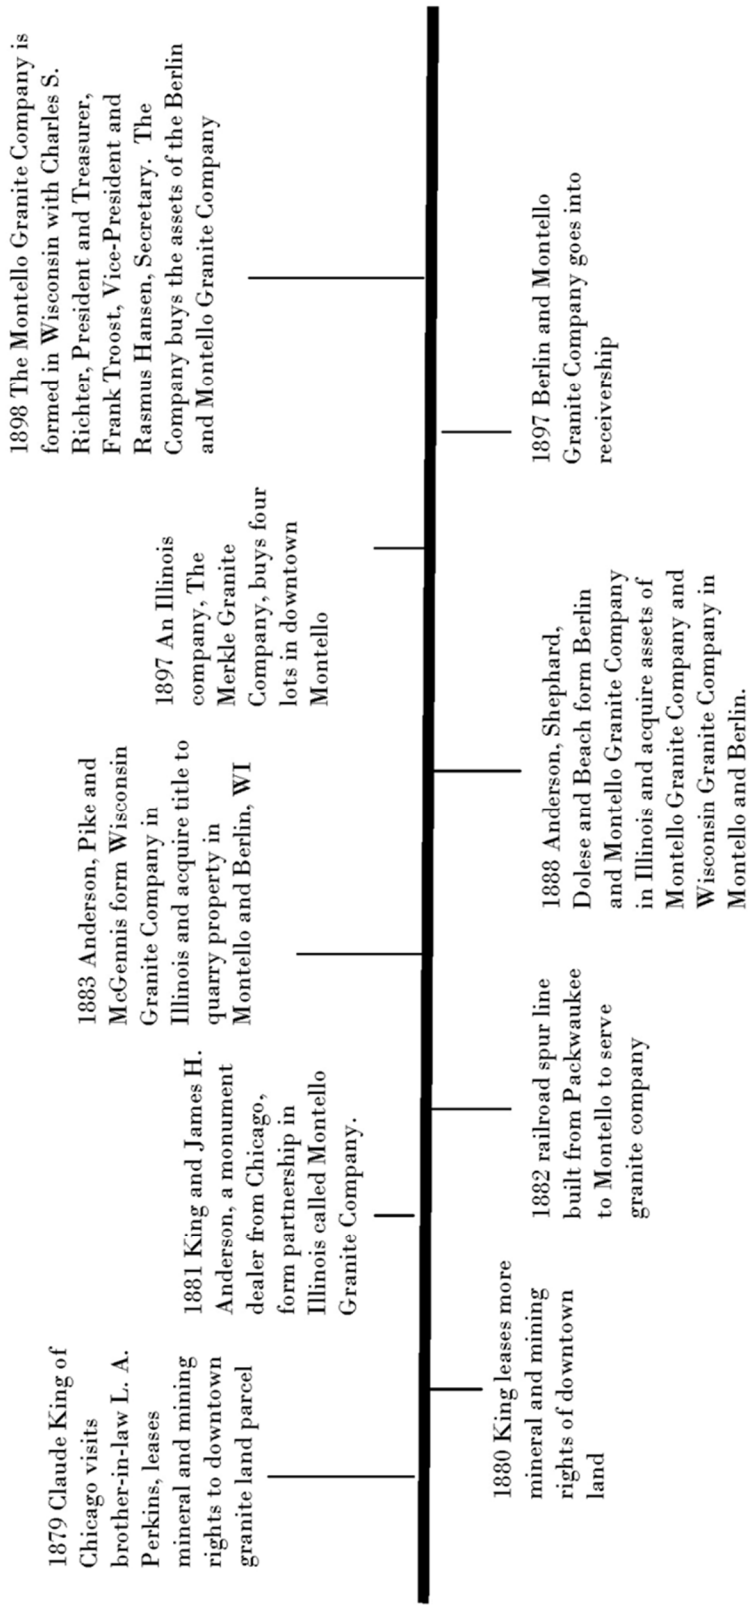 1879 Claude King of
Chicago visits
brother-in-law L. A.
Perkins, leases
mineral and mining
rights to downtown
granite land parcel
1880 King leases more
mineral and mining
rights of downtown
land
1881 King and James H.
Anderson, a monument
dealer from Chicago,
form partnership in
Illinois called Montello
Granite Company.
1882 railroad spur line
built from Packwaukee
to Montello to serve
granite company
1883 Anderson, Pike and
McGennis form Wisconsin
Granite Company in
Illinois and acquire title to
quarry property in
Montello and Berlin, WI
1888 Anderson, Shephard,
Dolese and Beach form Berlin
and Montello Granite Company
in Illinois and acquire assets of
Montello Granite Company and
Wisconsin Granite Company in
Montello and Berlin.
1897 An Illinois
company, The
Merkle Granite
Company, buys four
lots in downtown
Montello
1897 Berlin and Montello
Granite Company goes into
receivership
1898 The Montello Granite Company is
formed in Wisconsin with Charles S.
Richter, President and Treasurer,
Frank Troost, Vice-President and
Rasmus Hansen, Secretary. The
Company buys the assets of the Berlin
and Montello Granite Company